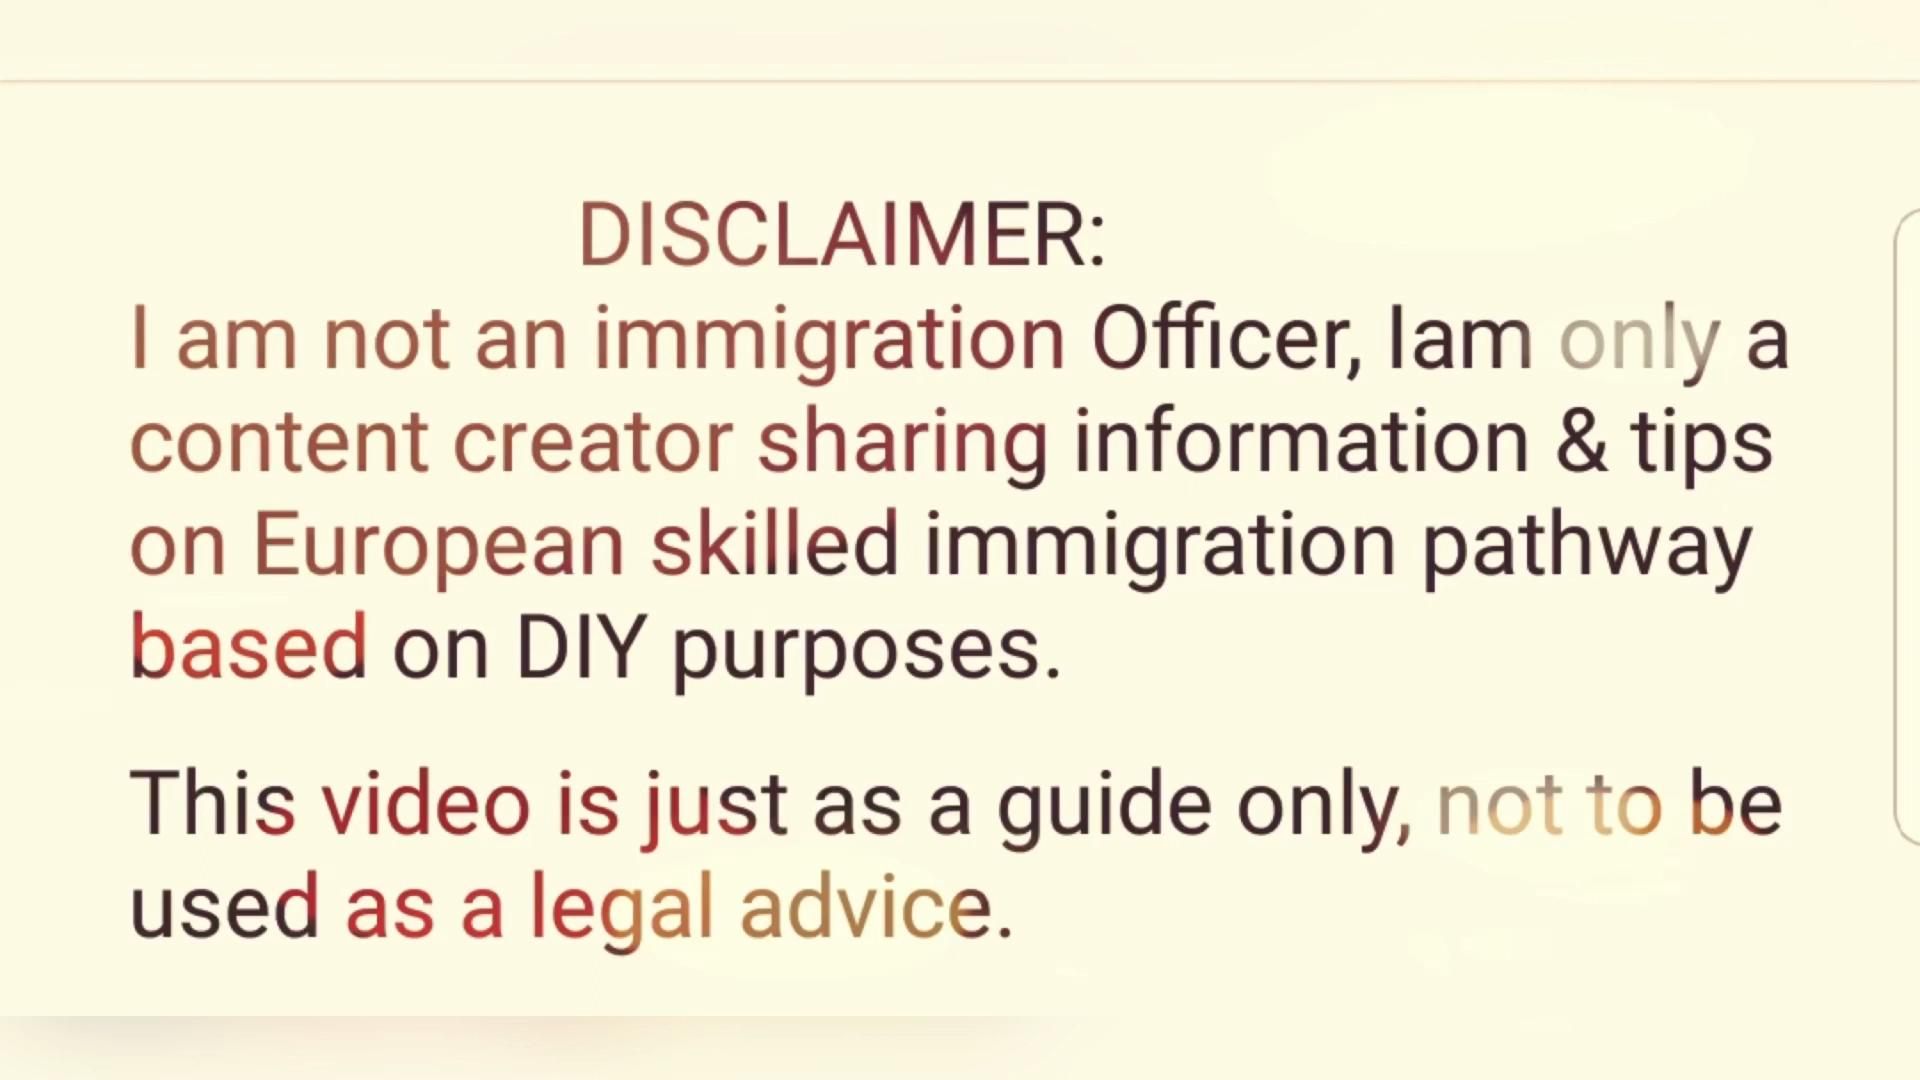 DISCLAIMER:
I am not an immigration Officer, Iam only a
content creator sharing information & tips
on European skilled immigration pathway
based on DIY purposes.
This video is just as a guide only, not to be
used as a legal advice.